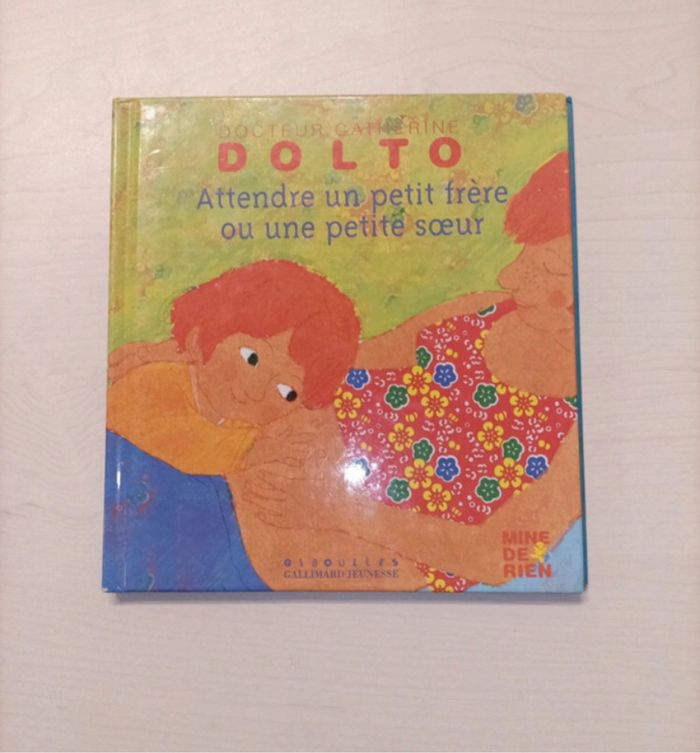 DOCTEUR CATHERINE
DOLTO
Attendre un petit frère
ou une petite sœur
GIBOULÉES
GALLIMARD JEUNESSE
MINE
DE
RIEN